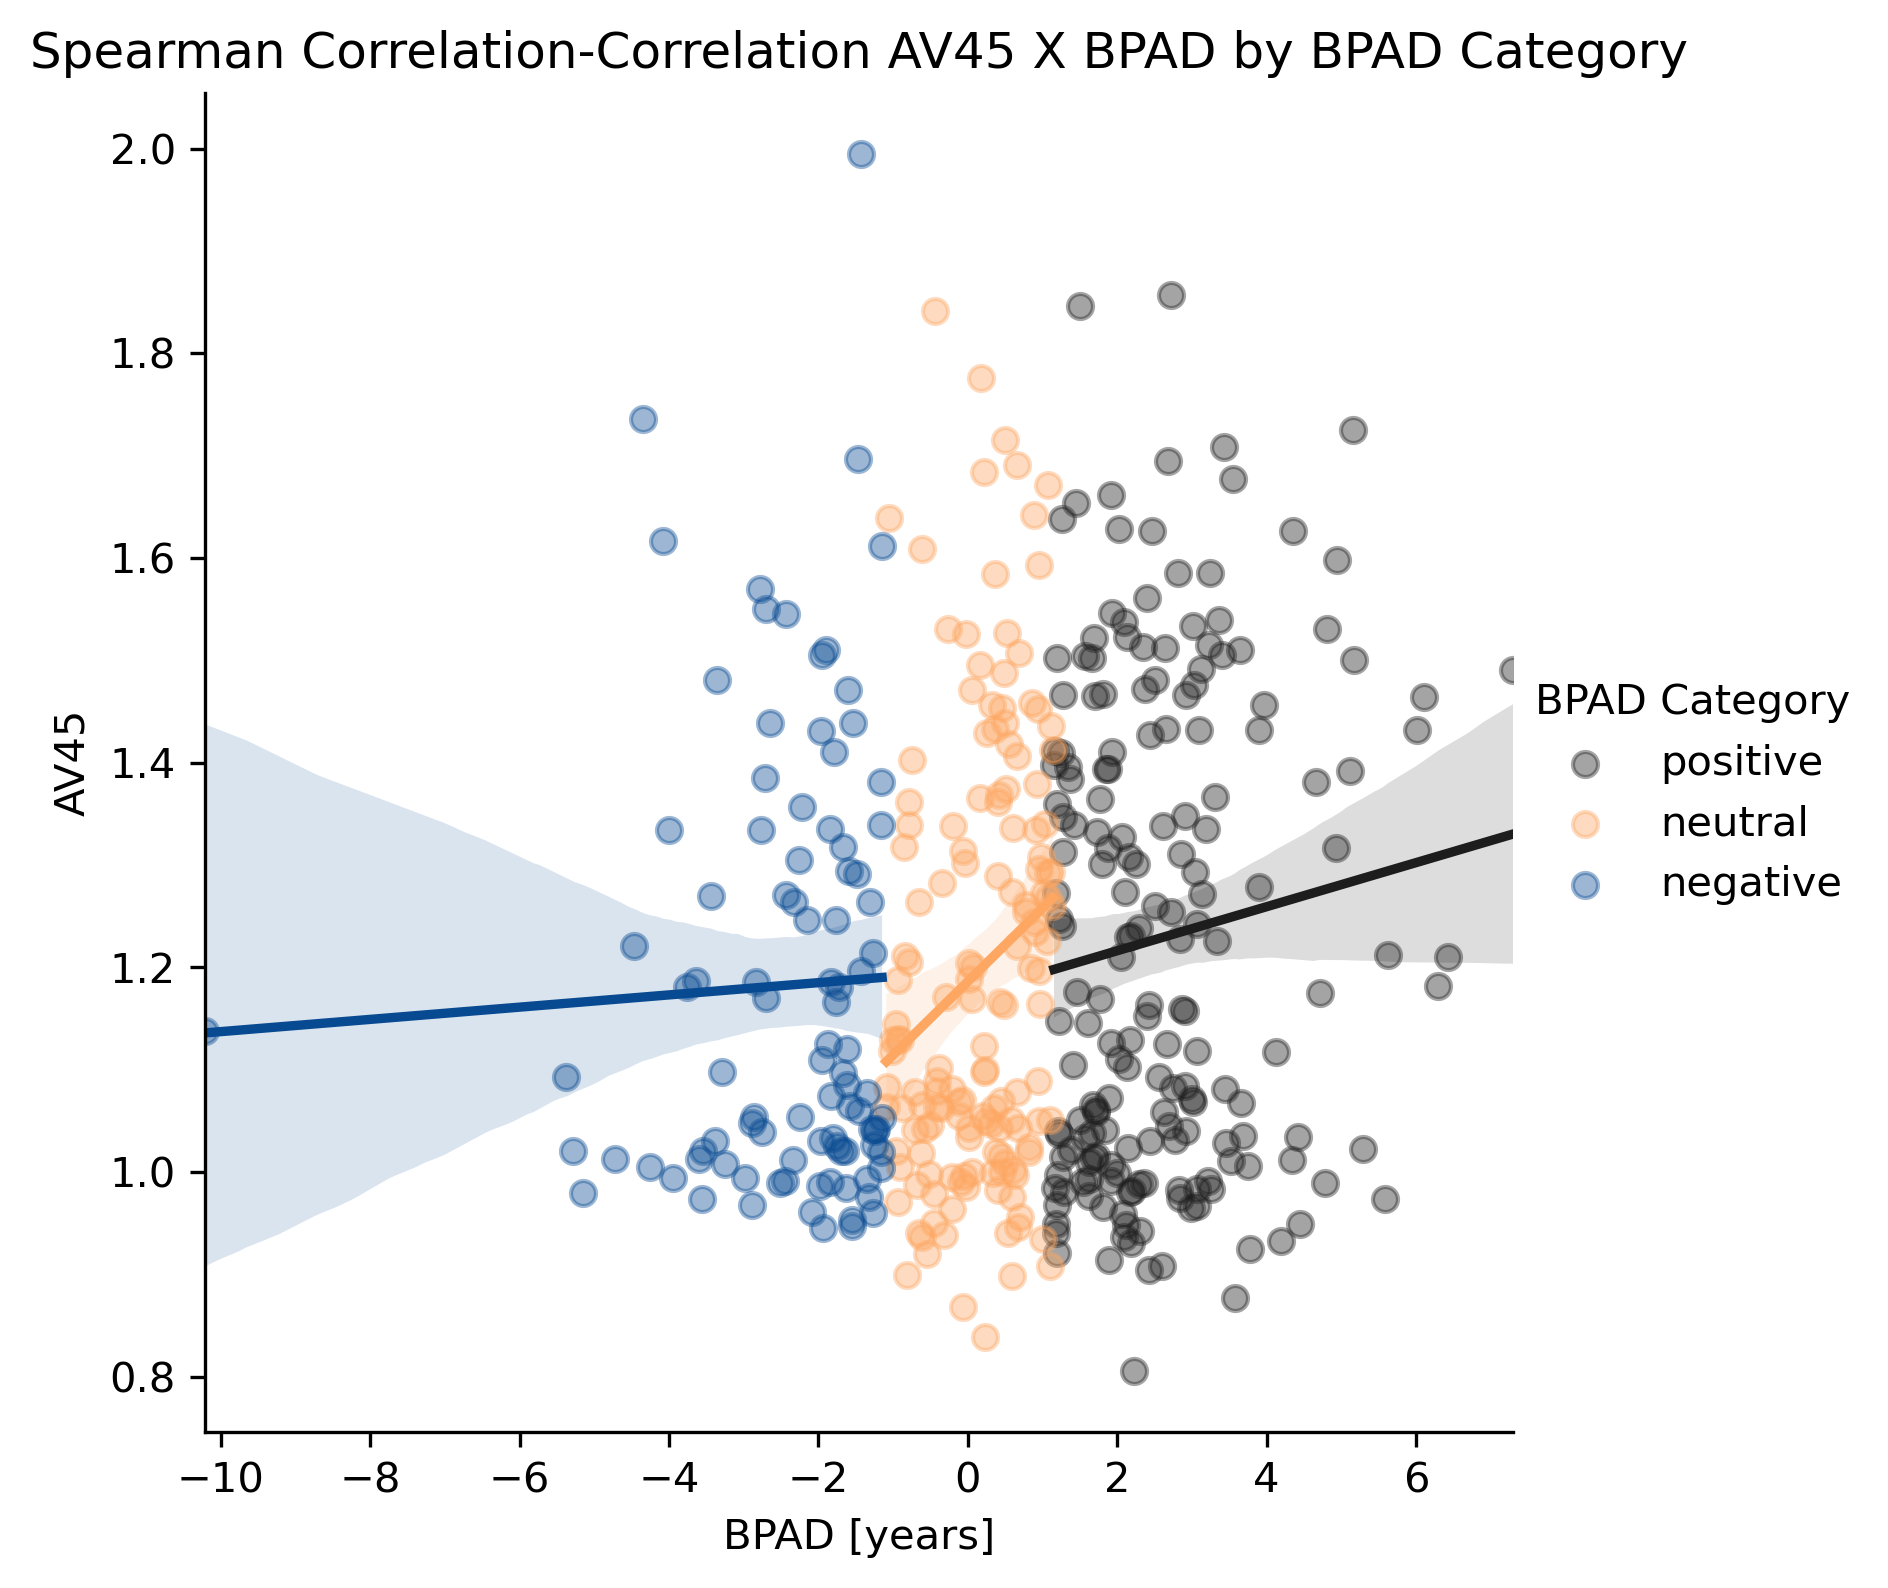 Spearman Correlation-Correlation AV45 X BPAD by BPAD Category
2.0
1.8
1.6
1.4
1.2
1.0
0.8
AV45
−10
−8
−6
−4
−2
0
2
4
6
BPAD [years]
BPAD Category
positive
neutral
negative